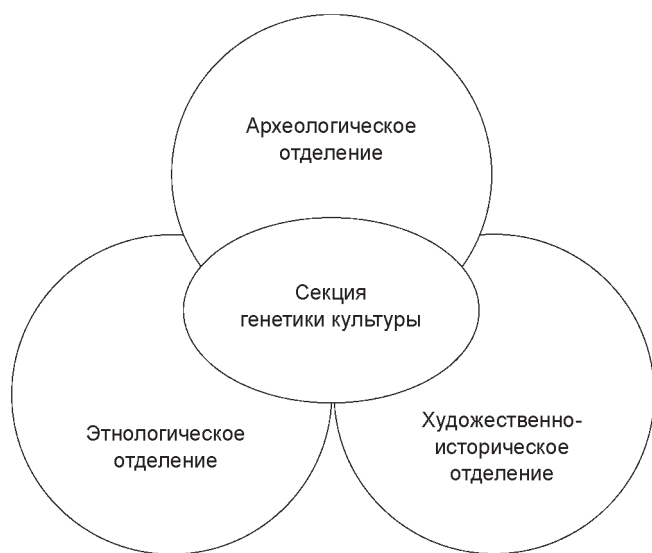 Археологическое
отделение
Секция
генетики культуры
Этнологическое
отделение
Художественно-
историческое
отделение